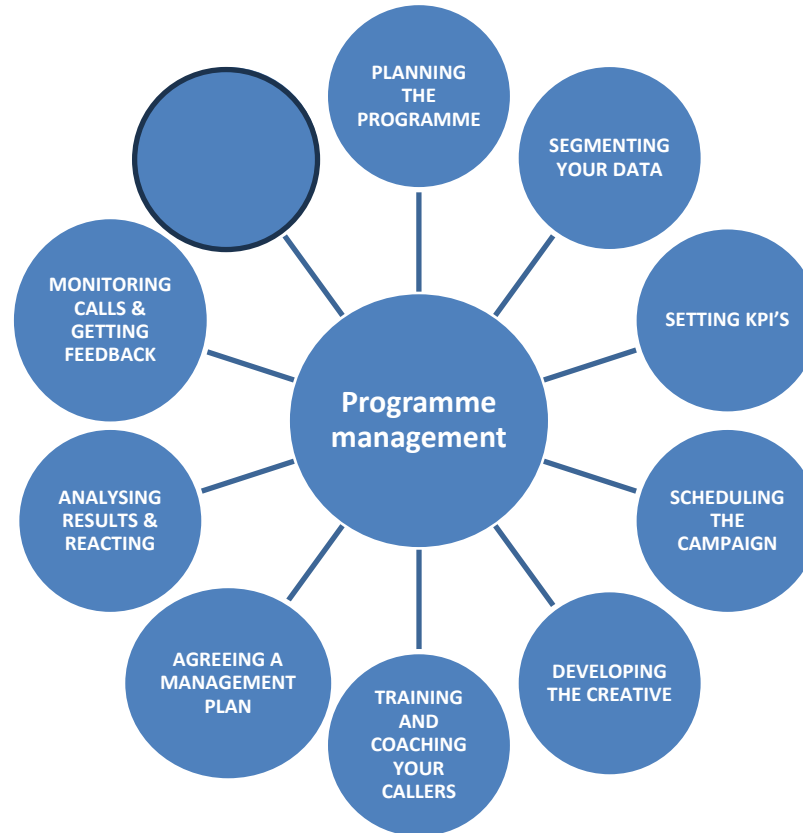 PLANNING
THE
PROGRAMME
SEGMENTING
YOUR DATA
SETTING KPI’S
SCHEDULING
THE
CAMPAIGN
DEVELOPING
THE CREATIVE
TRAINING
AND
COACHING
YOUR
CALLERS
AGREEING A
MANAGEMENT
PLAN
ANALYSING
RESULTS &
REACTING
MONITORING
CALLS &
GETTING
FEEDBACK
Programme
management